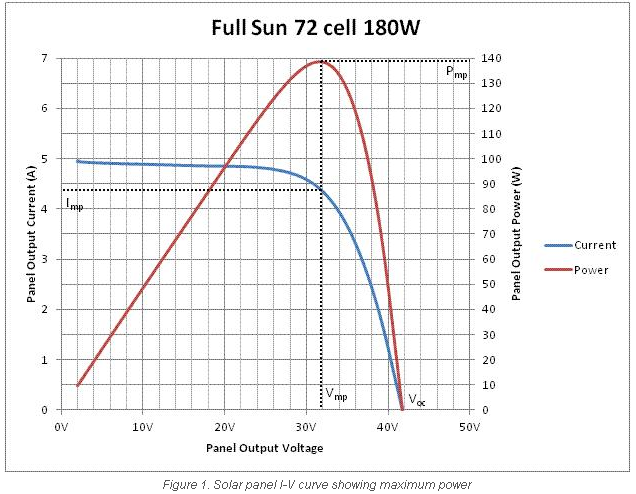 Full Sun 72 cell 180W
7
6
5
4
3
2
1
0
Panel Output Current (A)
140
130
120
110
100
90
80
70
60
50
40
30
20
10
0
Panel Output Power (W)
Pmp
Imp
Vmp
Voc
Current
Power
0V
10V
20V
30V
40V
50V
Panel Output Voltage
Figure 1. Solar panel I-V curve showing maximum power